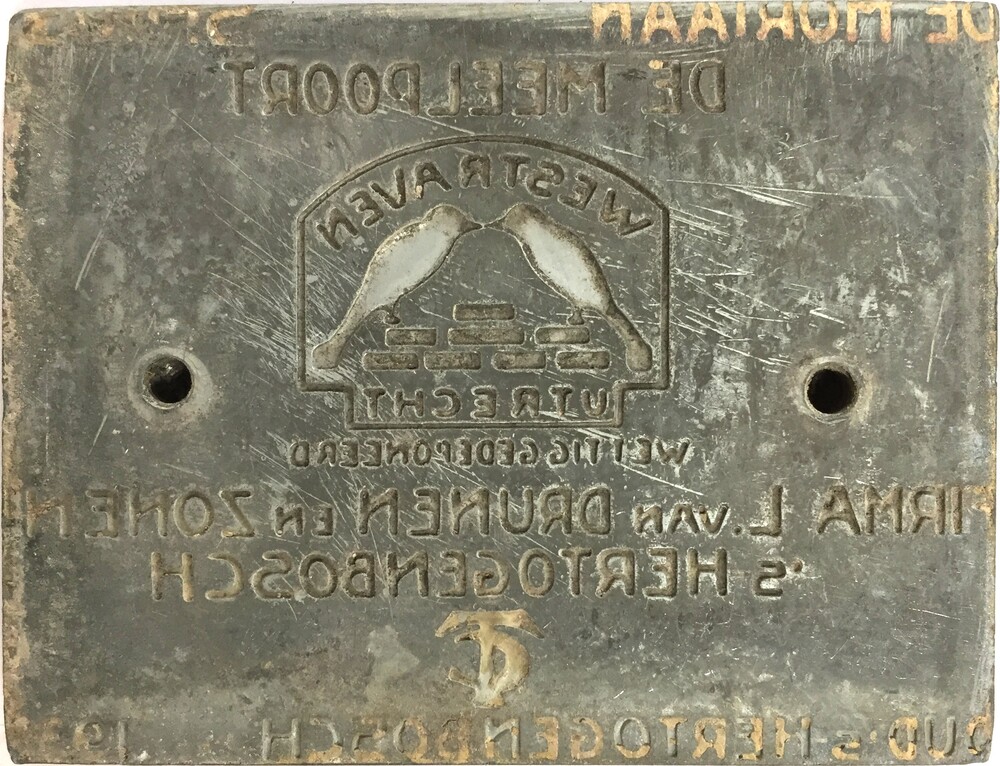 DE MORIAAN
DE MEELPOORT
WESTRAVEN
UTRECHT
WETTIG GEDEPONEERD
FIRMA L. VAN DRUNEN EN ZONEN
'S-HERTOGENBOSCH
OUD 'S-HERTOGENBOSCH